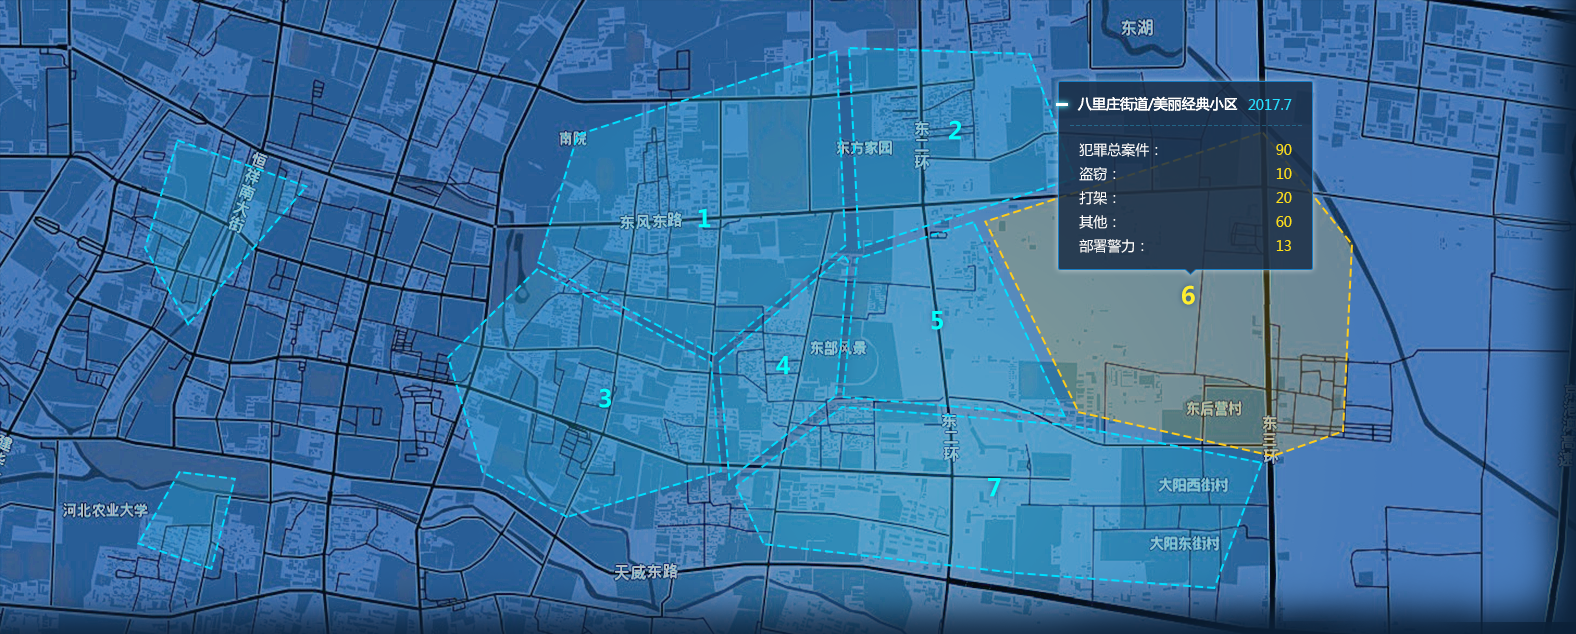 东湖
八里庄街道/美丽经典小区 2017.7
犯罪总案件： 90
盗窃： 10
打架： 20
其他： 60
部署警力： 13
南院
东二环
2
东方家园
恒祥南大街
东风东路
1
6
5
东部风景
4
3
东后营村
东二环
东三环
7
大阳西街村
河北农业大学
大阳东街村
天威东路